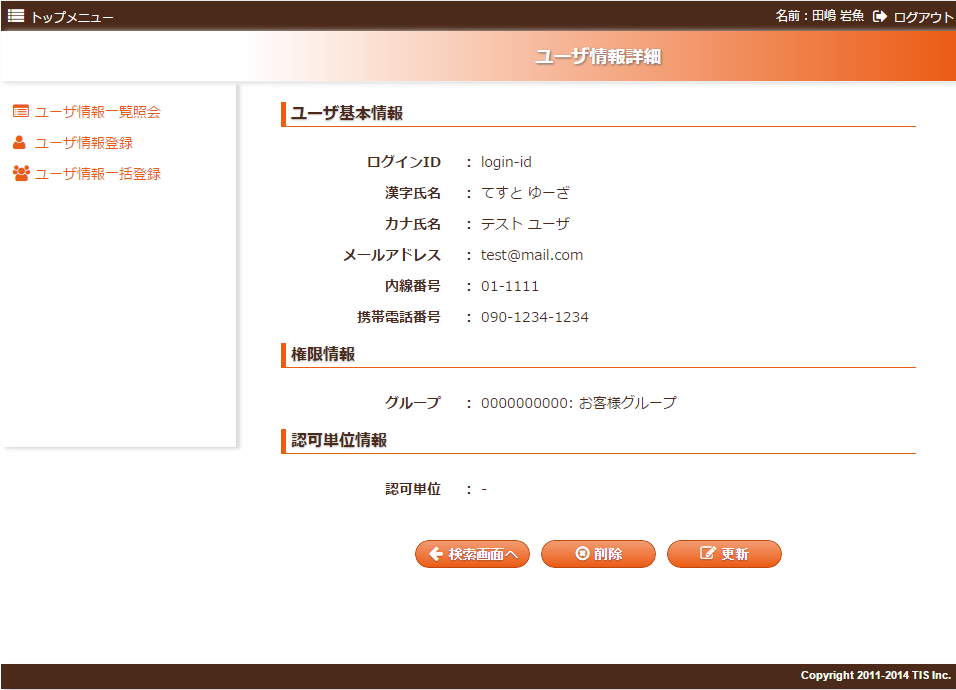 トップメニュー
名前：田嶋 岩魚 ログアウト
ユーザ情報詳細
ユーザ情報一覧照会
ユーザ情報登録
ユーザ情報一括登録
ユーザ基本情報
ログインID : login-id
漢字氏名 : てすと ゆーざ
カナ氏名 : テスト ユーザ
メールアドレス : test@mail.com
内線番号 : 01-1111
携帯電話番号 : 090-1234-1234
権限情報
グループ : 0000000000: お客様グループ
認可単位情報
認可単位 : -
検索画面へ 削除 更新
Copyright 2011-2014 TIS Inc.